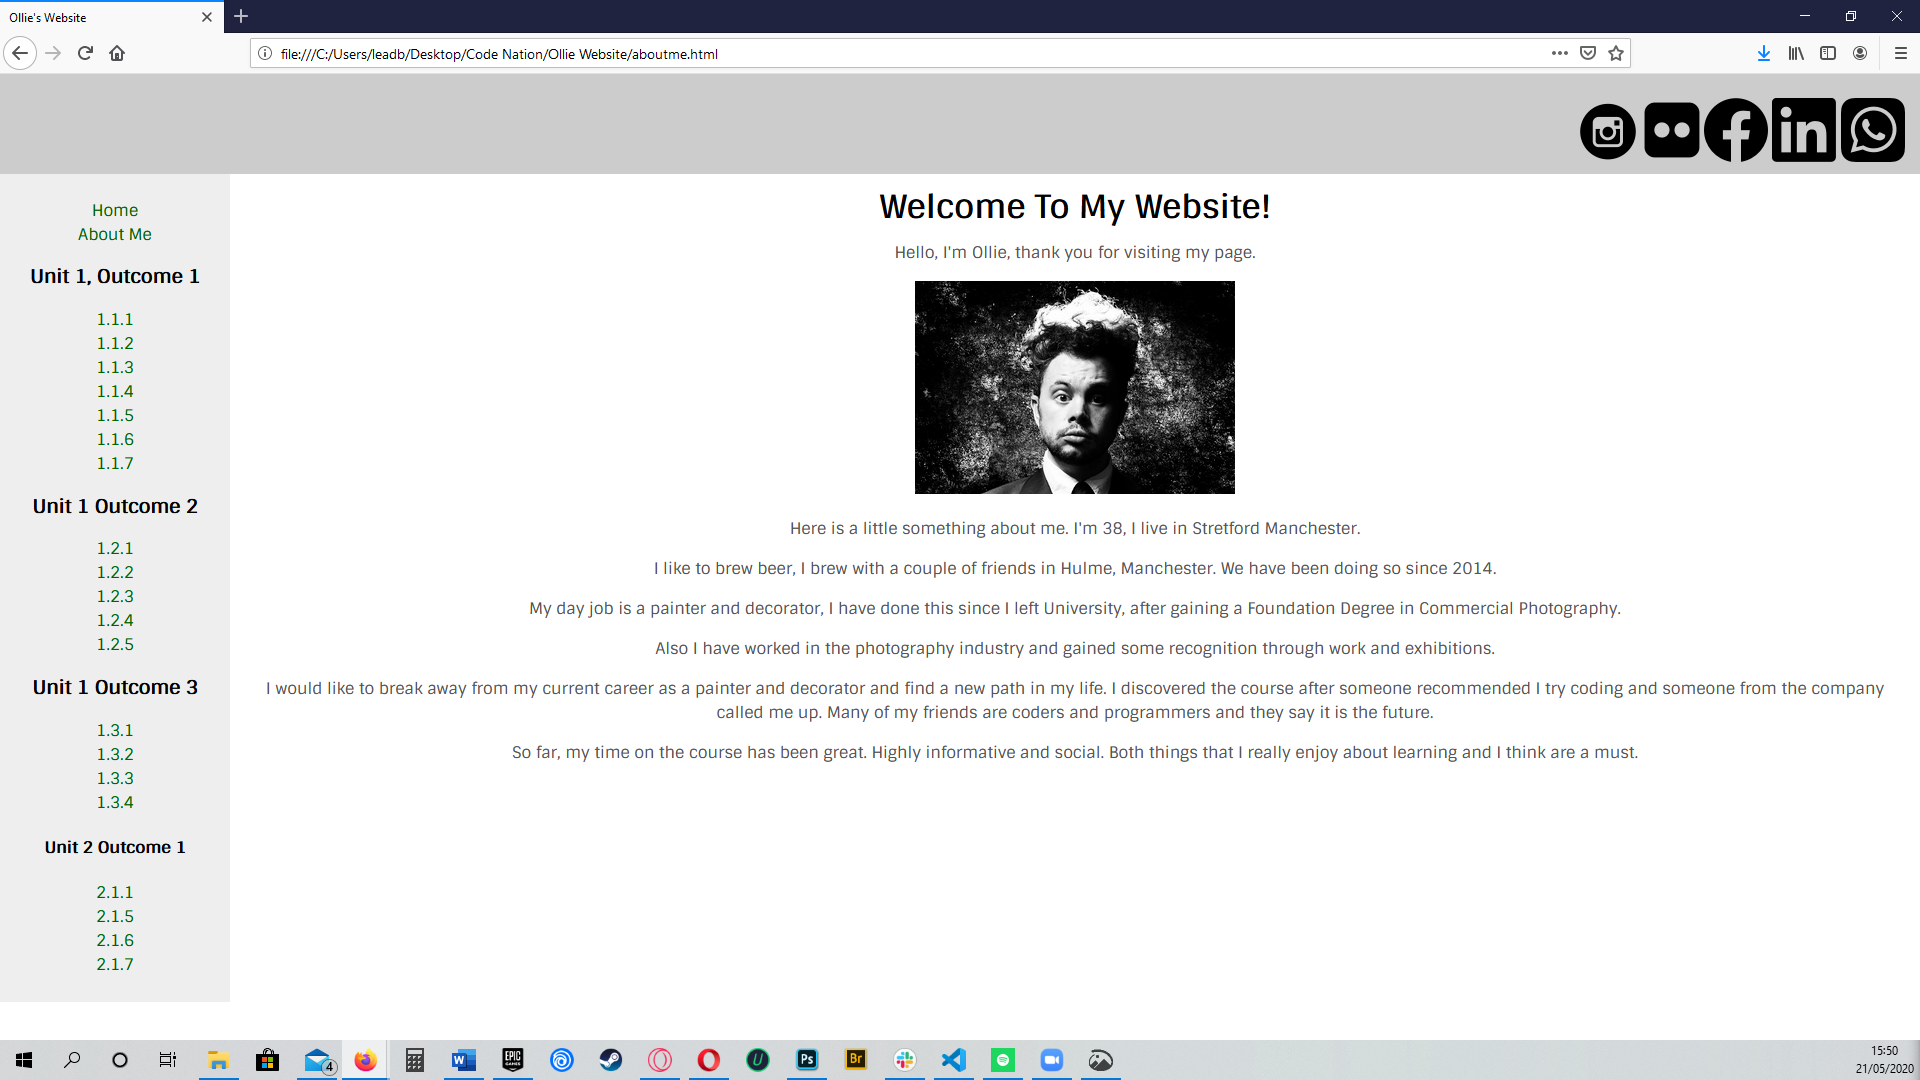 Ollie's Website
file:///C:/Users/leadb/Desktop/Code Nation/Ollie Website/aboutme.html
in
Home
About Me
Unit 1, Outcome 1
1.1.1
1.1.2
1.1.3
1.1.4
1.1.5
1.1.6
1.1.7
Unit 1 Outcome 2
1.2.1
1.2.2
1.2.3
1.2.4
1.2.5
Unit 1 Outcome 3
1.3.1
1.3.2
1.3.3
1.3.4
Unit 2 Outcome 1
2.1.1
2.1.5
2.1.6
2.1.7
Welcome To My Website!
Hello, I'm Ollie, thank you for visiting my page.
Here is a little something about me. I'm 38, I live in Stretford Manchester.
I like to brew beer, I brew with a couple of friends in Hulme, Manchester. We have been doing so since 2014.
My day job is a painter and decorator, I have done this since I left University, after gaining a Foundation Degree in Commercial Photography.
Also I have worked in the photography industry and gained some recognition through work and exhibitions.
I would like to break away from my current career as a painter and decorator and find a new path in my life. I discovered the course after someone recommended I try coding and someone from the company
called me up. Many of my friends are coders and programmers and they say it is the future.
So far, my time on the course has been great. Highly informative and social. Both things that I really enjoy about learning and I think are a must.
4
W
EPIC
GAMES
U
Ps
Br
15:50
21/05/2020